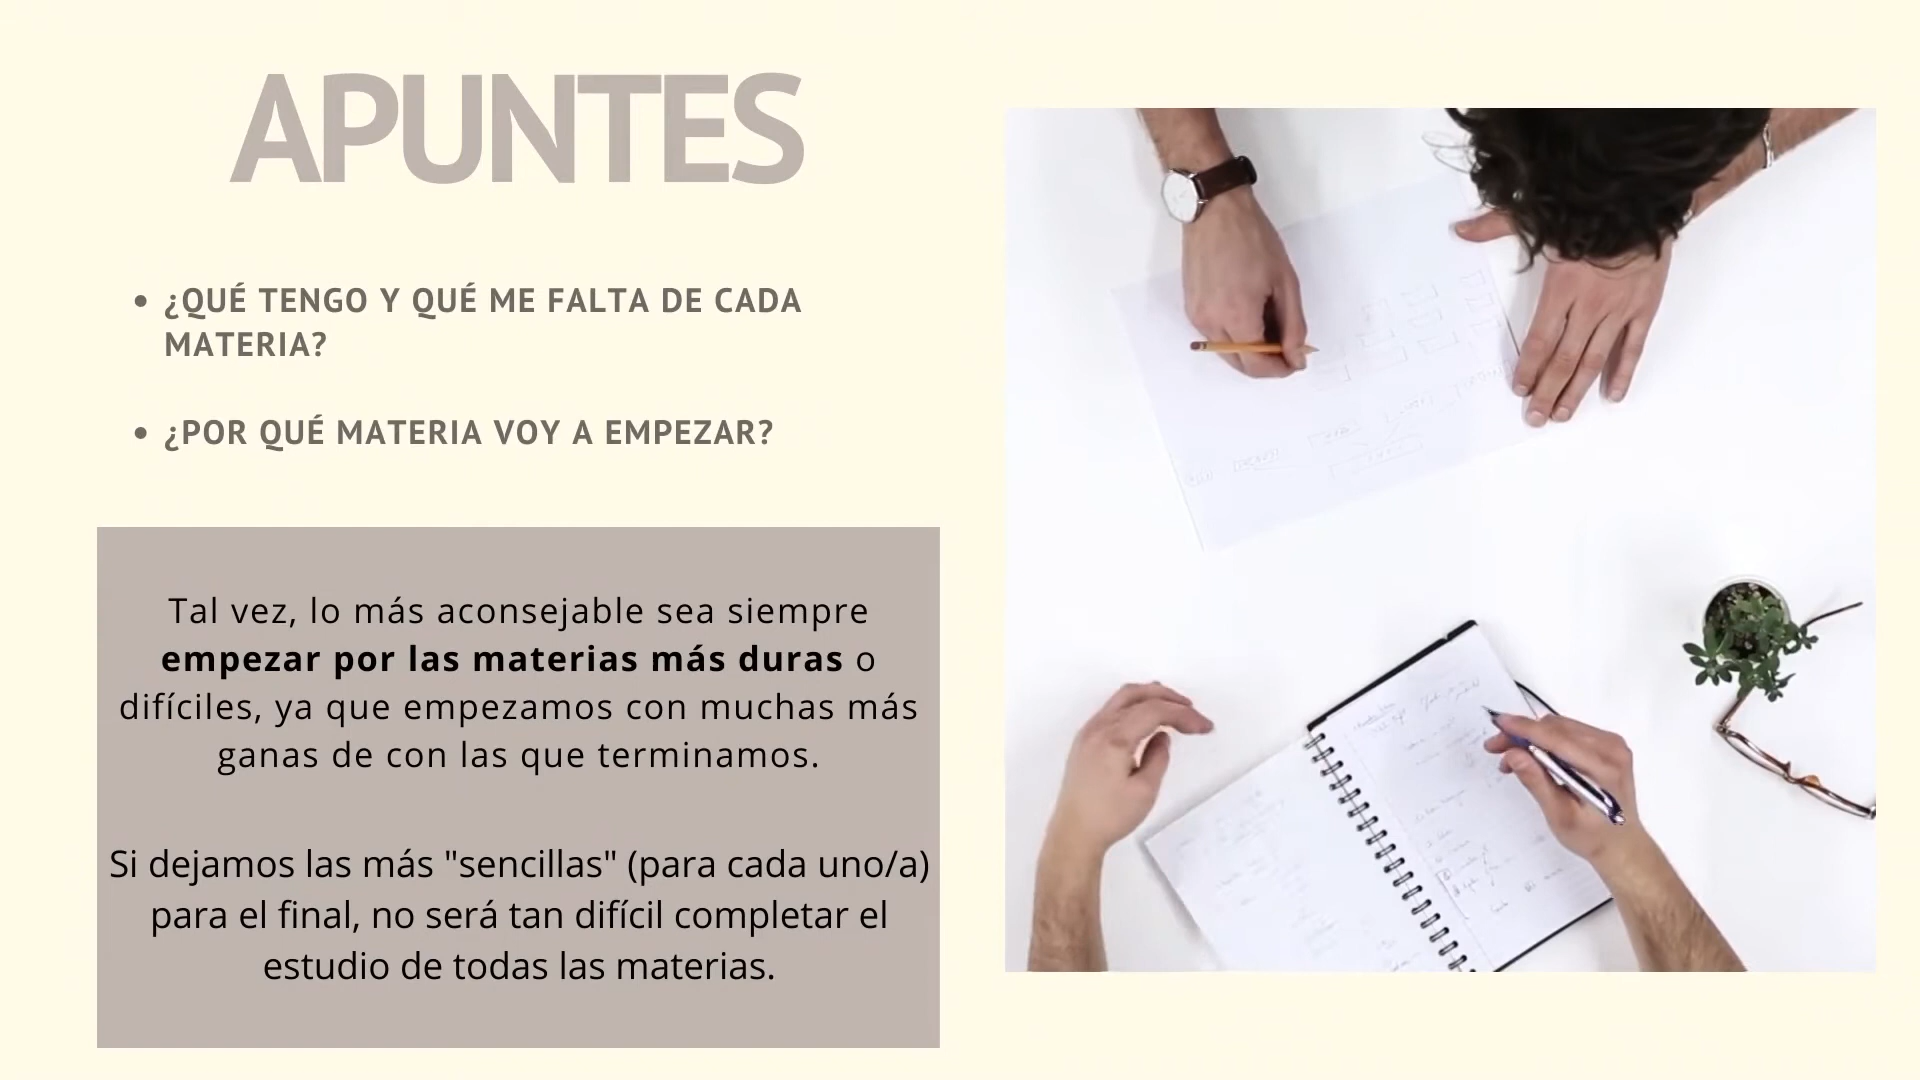 APUNTES
• ¿QUÉ TENGO Y QUÉ ME FALTA DE CADA
MATERIA?
• ¿POR QUÉ MATERIA VOY A EMPEZAR?
Tal vez, lo más aconsejable sea siempre
empezar por las materias más duras o
difíciles, ya que empezamos con muchas más
ganas de con las que terminamos.
Si dejamos las más "sencillas" (para cada uno/a)
para el final, no será tan difícil completar el
estudio de todas las materias.